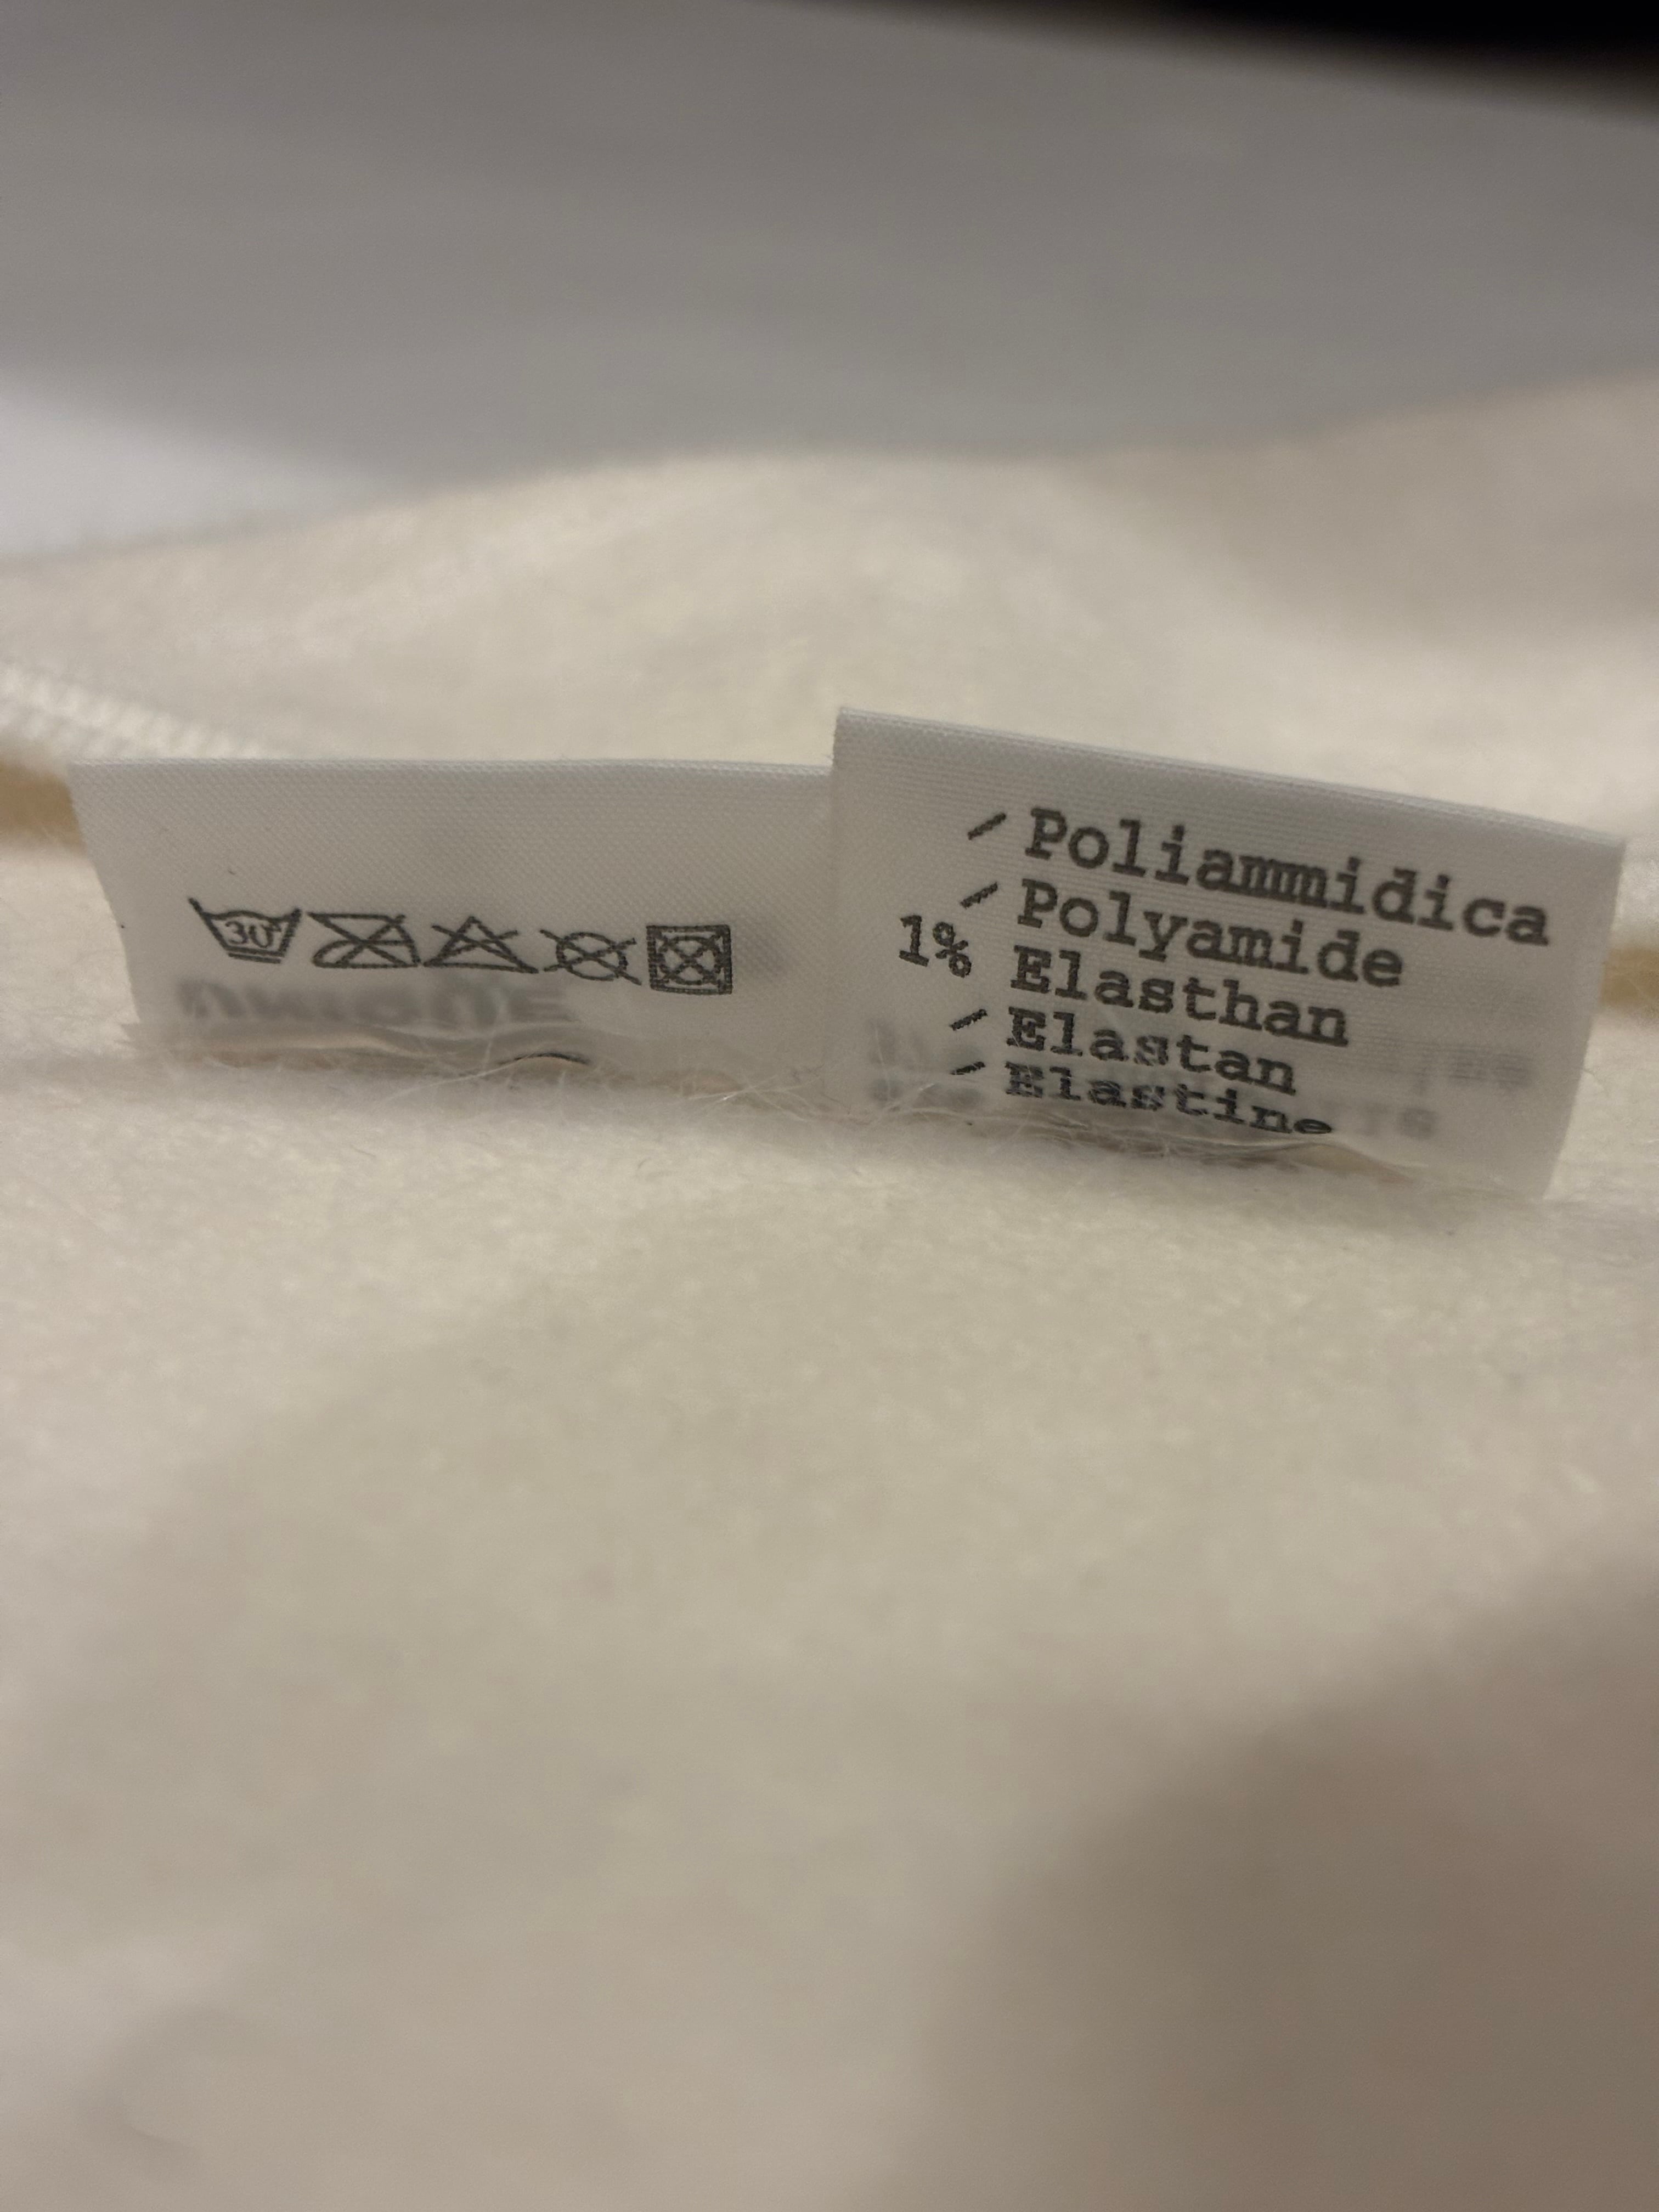 30°
- Poliammidica
- Polyamide
1% Elasthan
- Elastan
- Elastine